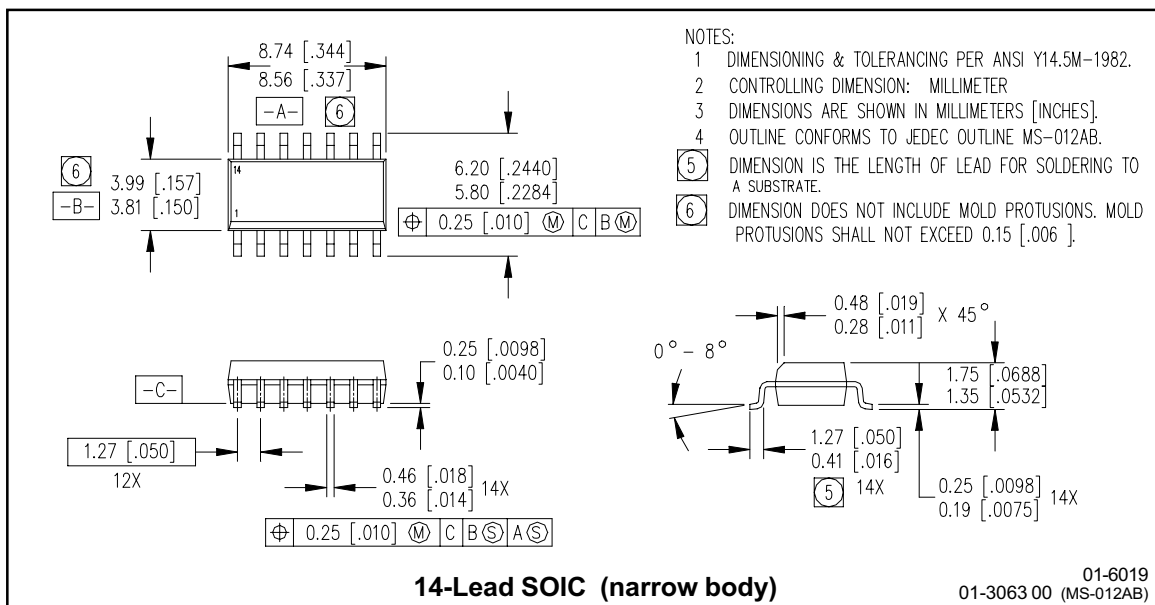 8.74 [.344]
8.56 [.337]
-A- 6
14
1
6
3.99 [.157]
3.81 [.150]
-B-
6.20 [.2440]
5.80 [.2284]
⌖ 0.25 [.010] Ⓜ C B Ⓜ
NOTES:
1 DIMENSIONING & TOLERANCING PER ANSI Y14.5M-1982.
2 CONTROLLING DIMENSION: MILLIMETER
3 DIMENSIONS ARE SHOWN IN MILLIMETERS [INCHES].
4 OUTLINE CONFORMS TO JEDEC OUTLINE MS-012AB.
5 DIMENSION IS THE LENGTH OF LEAD FOR SOLDERING TO
A SUBSTRATE.
6 DIMENSION DOES NOT INCLUDE MOLD PROTUSIONS. MOLD
PROTUSIONS SHALL NOT EXCEED 0.15 [.006 ].
-C-
0.25 [.0098]
0.10 [.0040]
1.27 [.050]
12X
0.46 [.018]
0.36 [.014] 14X
⌖ 0.25 [.010] Ⓜ C B Ⓢ A Ⓢ
0.48 [.019]
0.28 [.011] X 45°
0°-8°
1.75 [.0688]
1.35 [.0532]
1.27 [.050]
0.41 [.016]
5 14X
0.25 [.0098]
0.19 [.0075] 14X
14-Lead SOIC (narrow body)
01-6019
01-3063 00 (MS-012AB)